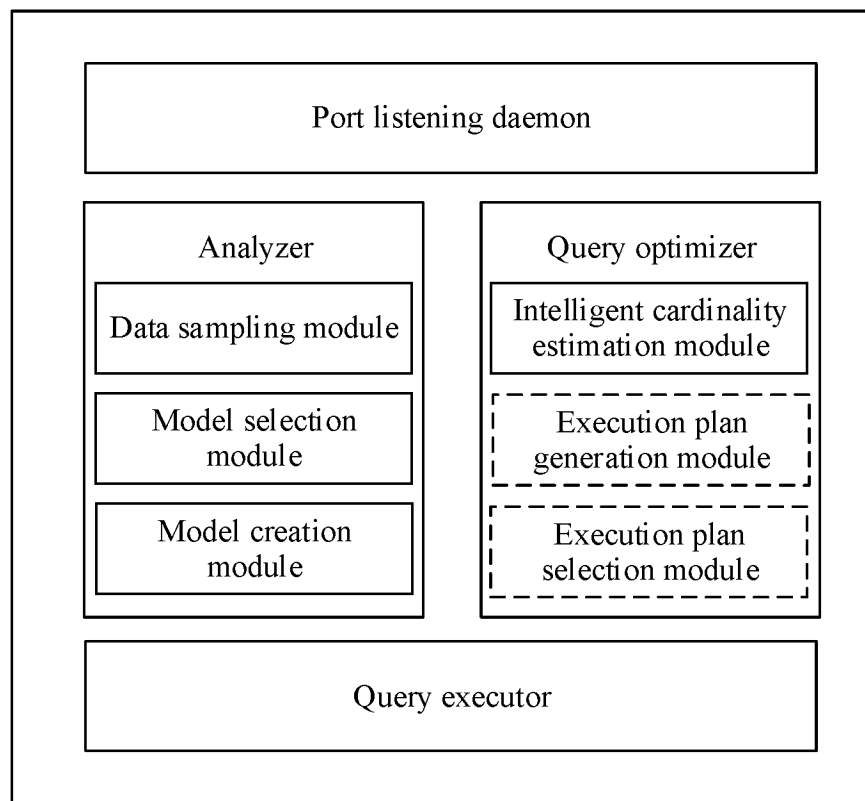 Port listening daemon
Analyzer
Data sampling module
Model selection
module
Model creation
module
Query optimizer
Intelligent cardinality
estimation module
Execution plan
generation module
Execution plan
selection module
Query executor